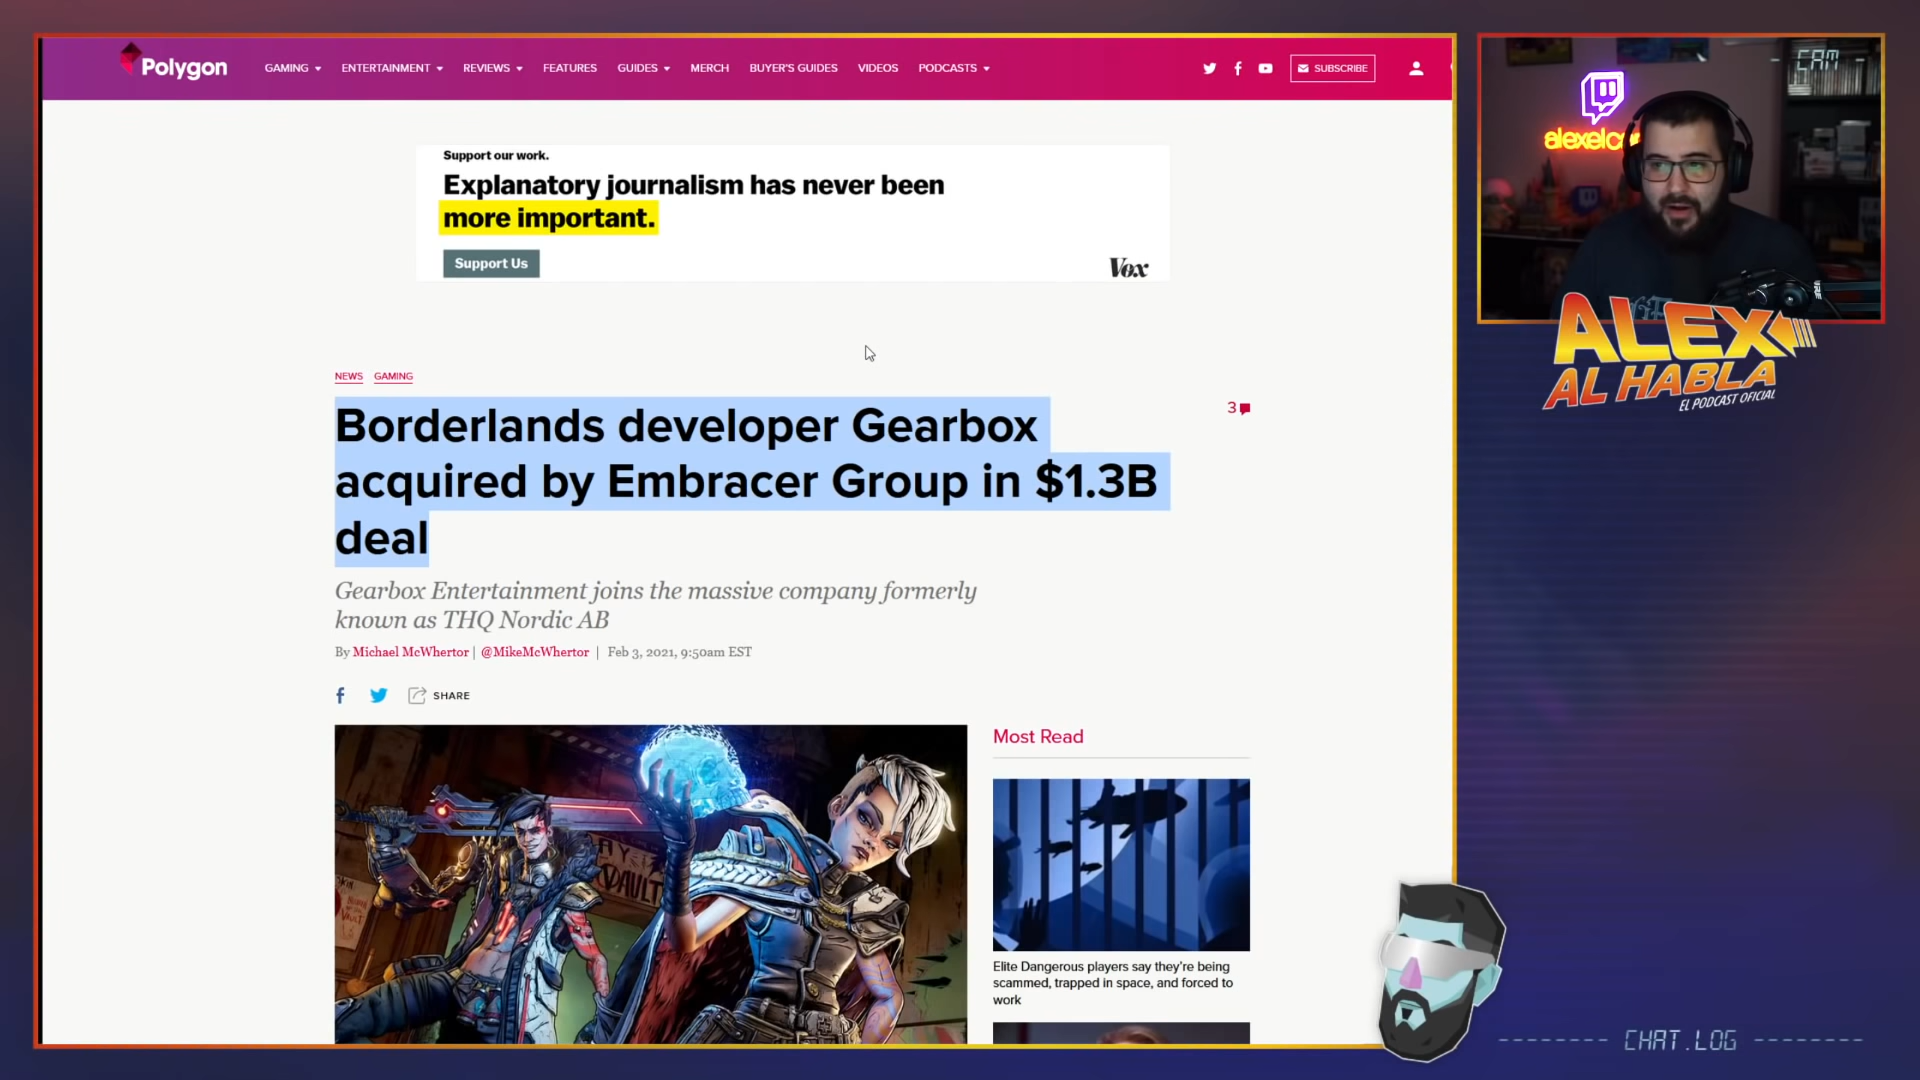 Polygon
GAMING
ENTERTAINMENT
REVIEWS
FEATURES
GUIDES
MERCH
BUYER'S GUIDES
VIDEOS
PODCASTS
SUBSCRIBE
CAM
alexelc
Support our work.
Explanatory journalism has never been
more important.
Support Us
Vox
ALEX
AL HABLA
EL PODCAST OFICIAL
NEWS GAMING
3
Borderlands developer Gearbox
acquired by Embracer Group in $1.3B
deal
Gearbox Entertainment joins the massive company formerly
known as THQ Nordic AB
By Michael McWhertor | @MikeMcWhertor | Feb 3, 2021, 9:50am EST
SHARE
Most Read
VAULT
Elite Dangerous players say they're being
scammed, trapped in space, and forced to
work
-------- CHAT.LOG --------